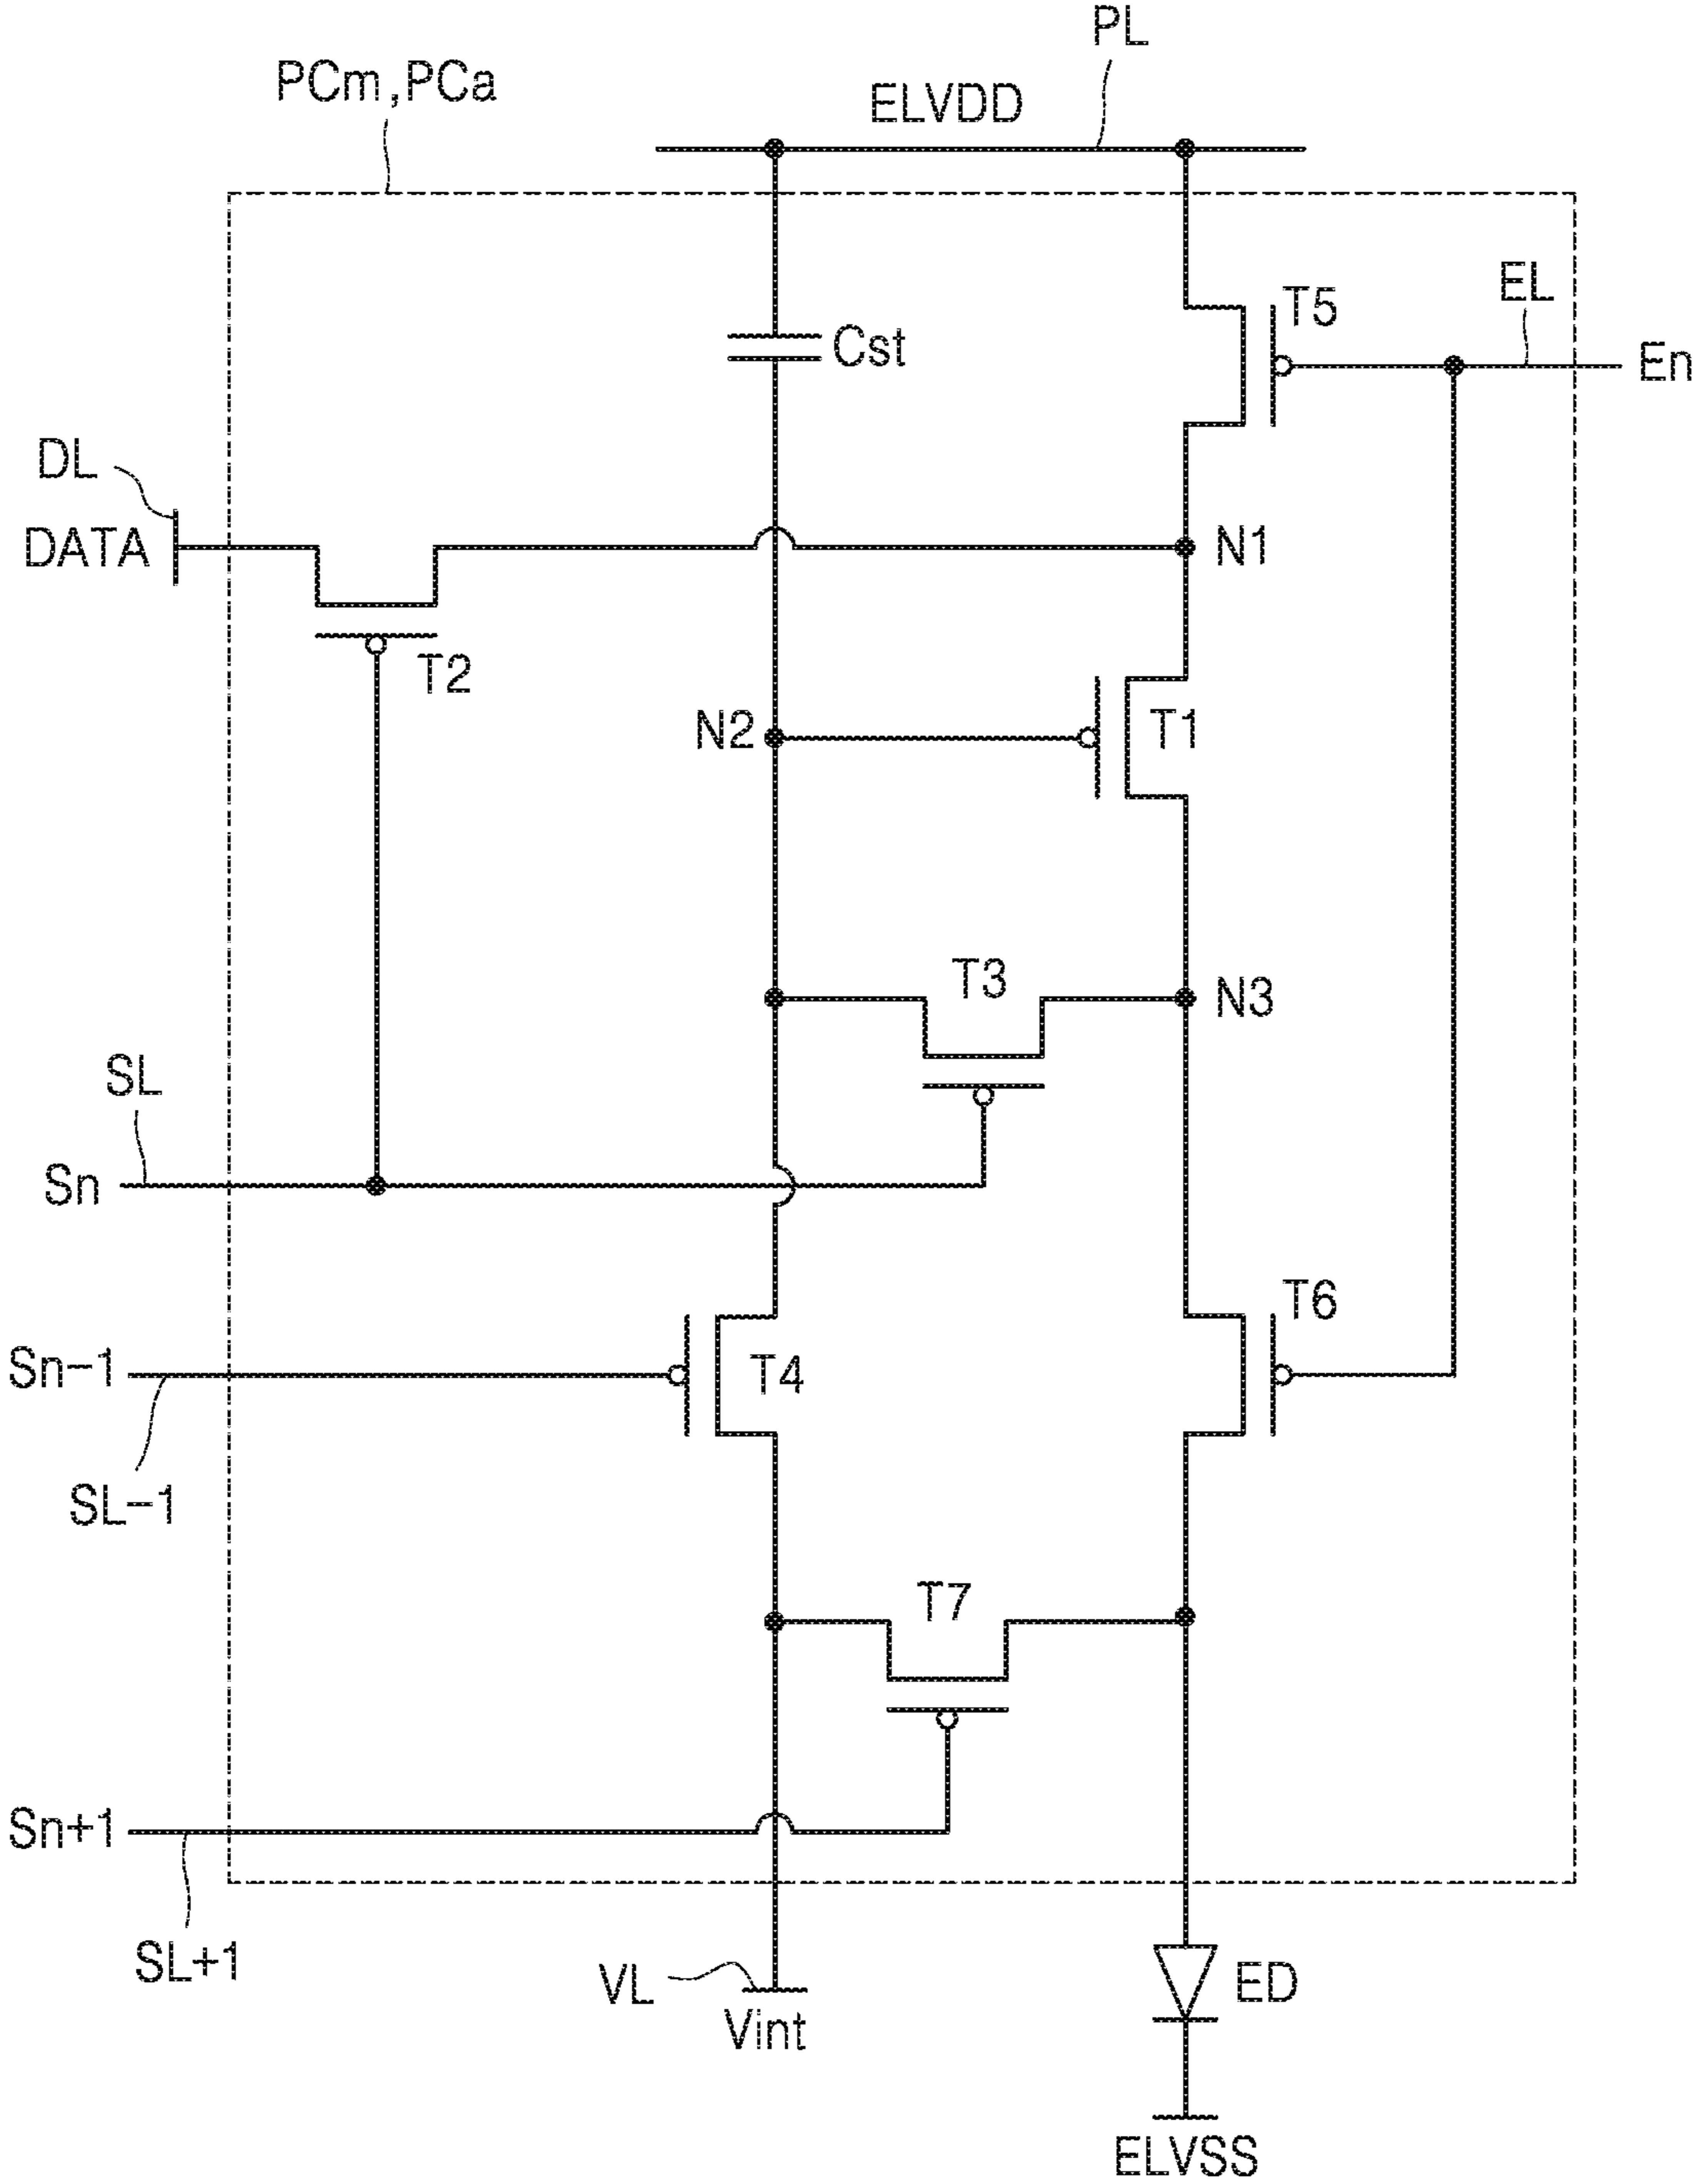 PL
PCm,PCa
ELVDD
T5
EL
En
Cst
DL
DATA
N1
T2
N2
T1
T3
N3
SL
Sn
T6
Sn-1
T4
SL-1
T7
Sn+1
SL+1
VL
ED
Vint
ELVSS